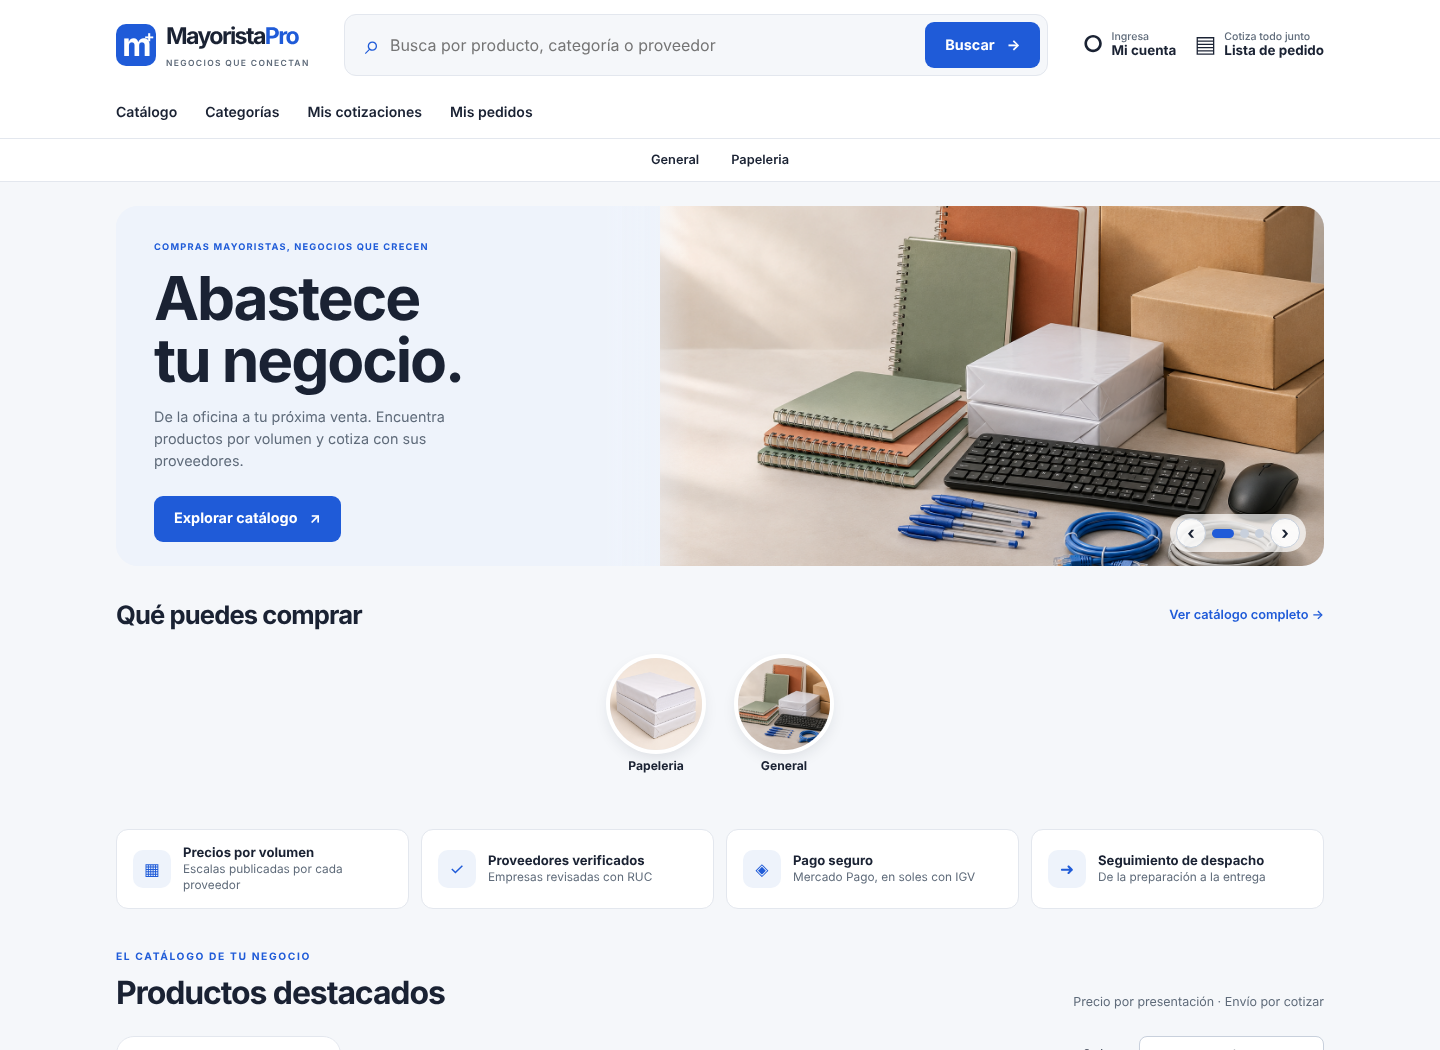 m+
MayoristaPro
NEGOCIOS QUE CONECTAN
Busca por producto, categoría o proveedor
Buscar →
Ingresa
Mi cuenta
Cotiza todo junto
Lista de pedido
Catálogo
Categorías
Mis cotizaciones
Mis pedidos
General
Papeleria
COMPRAS MAYORISTAS, NEGOCIOS QUE CRECEN
Abastece
tu negocio.
De la oficina a tu próxima venta. Encuentra
productos por volumen y cotiza con sus
proveedores.
Explorar catálogo ↗
Qué puedes comprar
Ver catálogo completo →
Papeleria
General
Precios por volumen
Escalas publicadas por cada
proveedor
Proveedores verificados
Empresas revisadas con RUC
Pago seguro
Mercado Pago, en soles con IGV
Seguimiento de despacho
De la preparación a la entrega
EL CATÁLOGO DE TU NEGOCIO
Productos destacados
Precio por presentación · Envío por cotizar